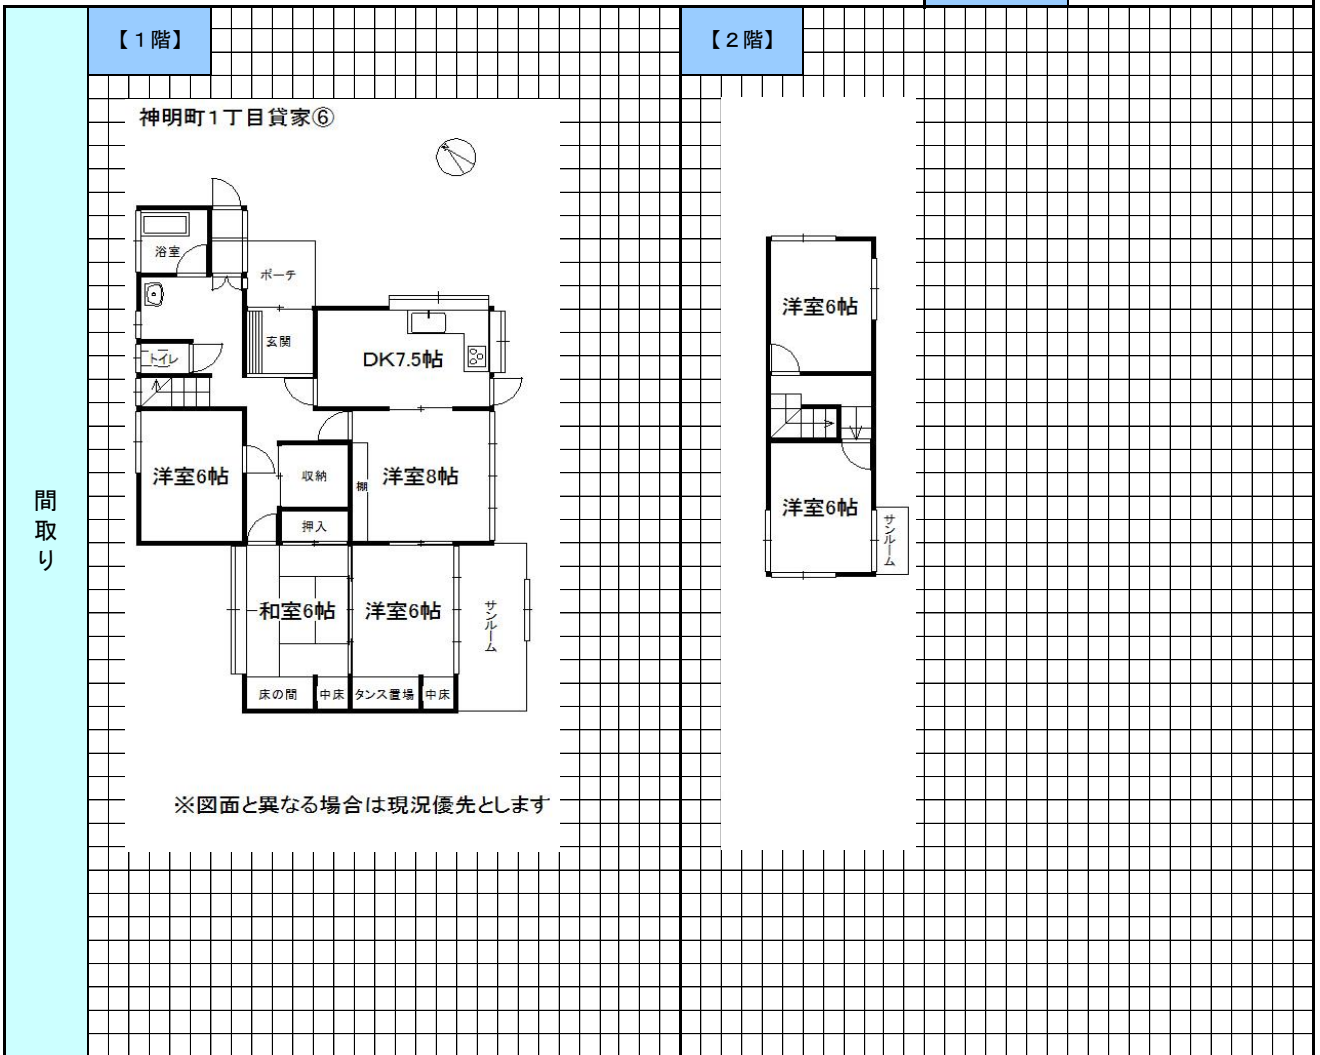 【1階】
【2階】
間取り
神明町1丁目貸家⑥
浴室
ポーチ
玄関
トイレ
DK7.5帖
洋室6帖
収納
棚
洋室8帖
押入
和室6帖
洋室6帖
サンルーム
床の間
中床
タンス置場
中床
※図面と異なる場合は現況優先とします
洋室6帖
洋室6帖
サンルーム